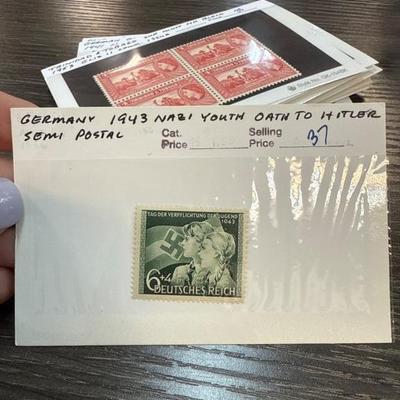 GERMANY 1943 NAZI YOUTH OATH TO HITLER
SEMI POSTAL
Cat.
Price
Selling
Price 37
TAG DER VERPFLICHTUNG DER JUGEND
1943
6+4
DEUTSCHES REICH